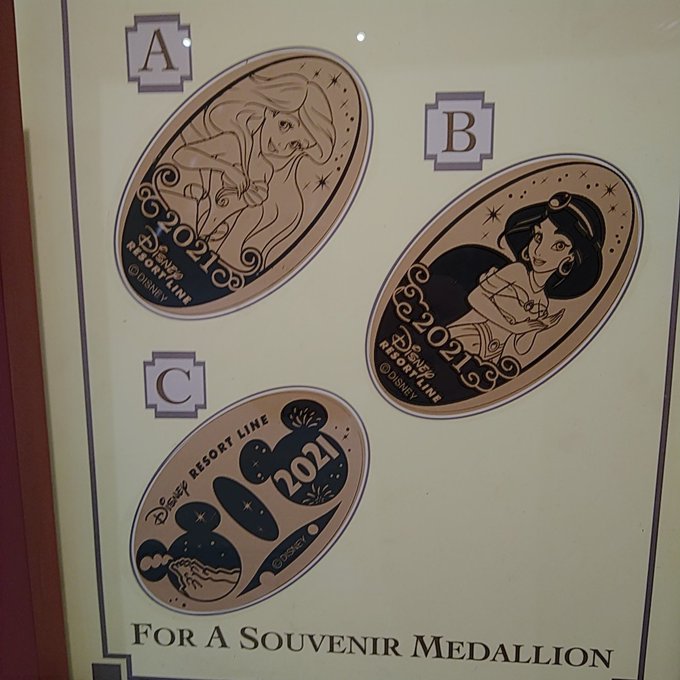 A
2021
Disney
RESORT LINE
©DISNEY
B
2021
Disney
RESORT LINE
©DISNEY
C
Disney RESORT LINE
2021
©DISNEY
FOR A SOUVENIR MEDALLION